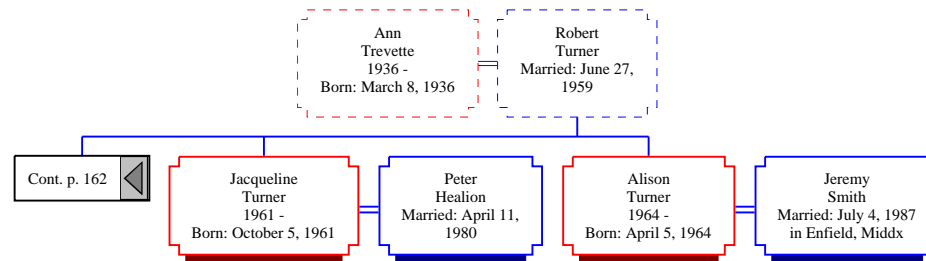 Ann
Trevette
1936 -
Born: March 8, 1936
Robert
Turner
Married: June 27,
1959
Cont. p. 162
Jacqueline
Turner
1961 -
Born: October 5, 1961
Peter
Healion
Married: April 11,
1980
Alison
Turner
1964 -
Born: April 5, 1964
Jeremy
Smith
Married: July 4, 1987
in Enfield, Middx